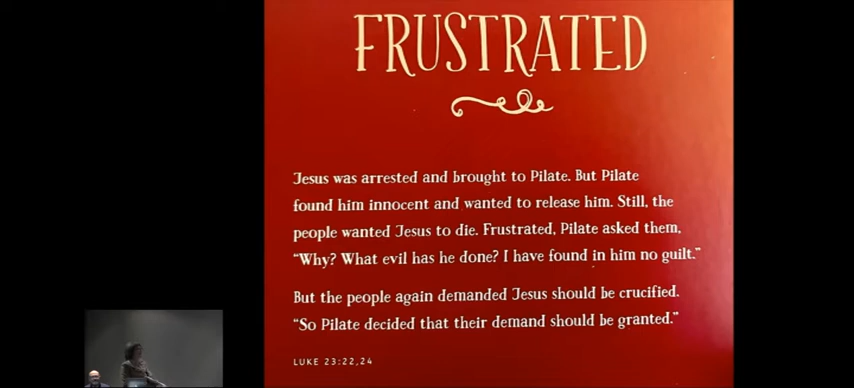 FRUSTRATED
Jesus was arrested and brought to Pilate. But Pilate
found him innocent and wanted to release him. Still, the
people wanted Jesus to die. Frustrated, Pilate asked them,
“Why? What evil has he done? I have found in him no guilt.”
But the people again demanded Jesus should be crucified.
“So Pilate decided that their demand should be granted.”
LUKE 23:22,24